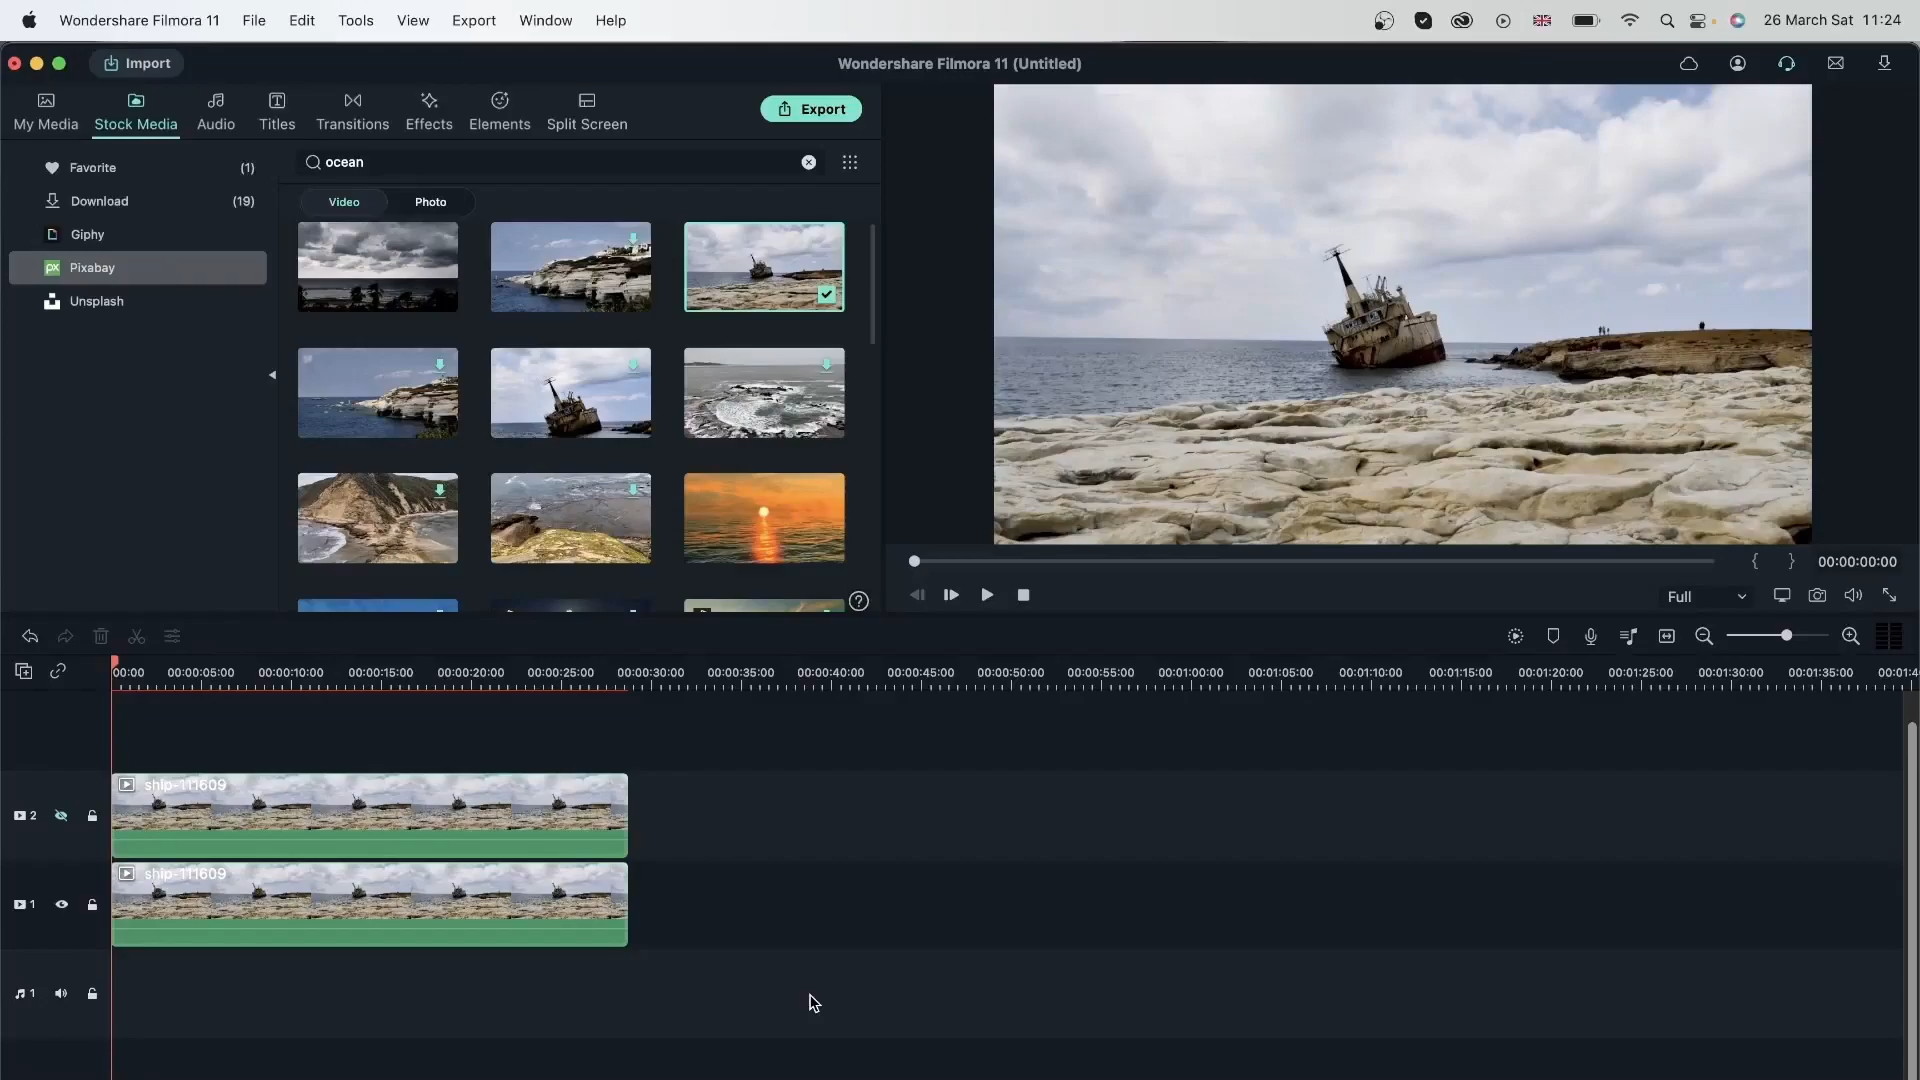 Wondershare Filmora 11 File Edit Tools View Export Window Help 26 March Sat 11:24
Import Wondershare Filmora 11 (Untitled)
My Media Stock Media Audio Titles Transitions Effects Elements Split Screen Export
Favorite (1)
Download (19)
Giphy
px Pixabay
Unsplash
ocean
Video Photo
00:00:00:00
Full
00:00 00:00:05:00 00:00:10:00 00:00:15:00 00:00:20:00 00:00:25:00 00:00:30:00 00:00:35:00 00:00:40:00 00:00:45:00 00:00:50:00 00:00:55:00 00:01:00:00 00:01:05:00 00:01:10:00 00:01:15:00 00:01:20:00 00:01:25:00 00:01:30:00 00:01:35:00 00:01:4
2 ship-111609
1 ship-111609
1